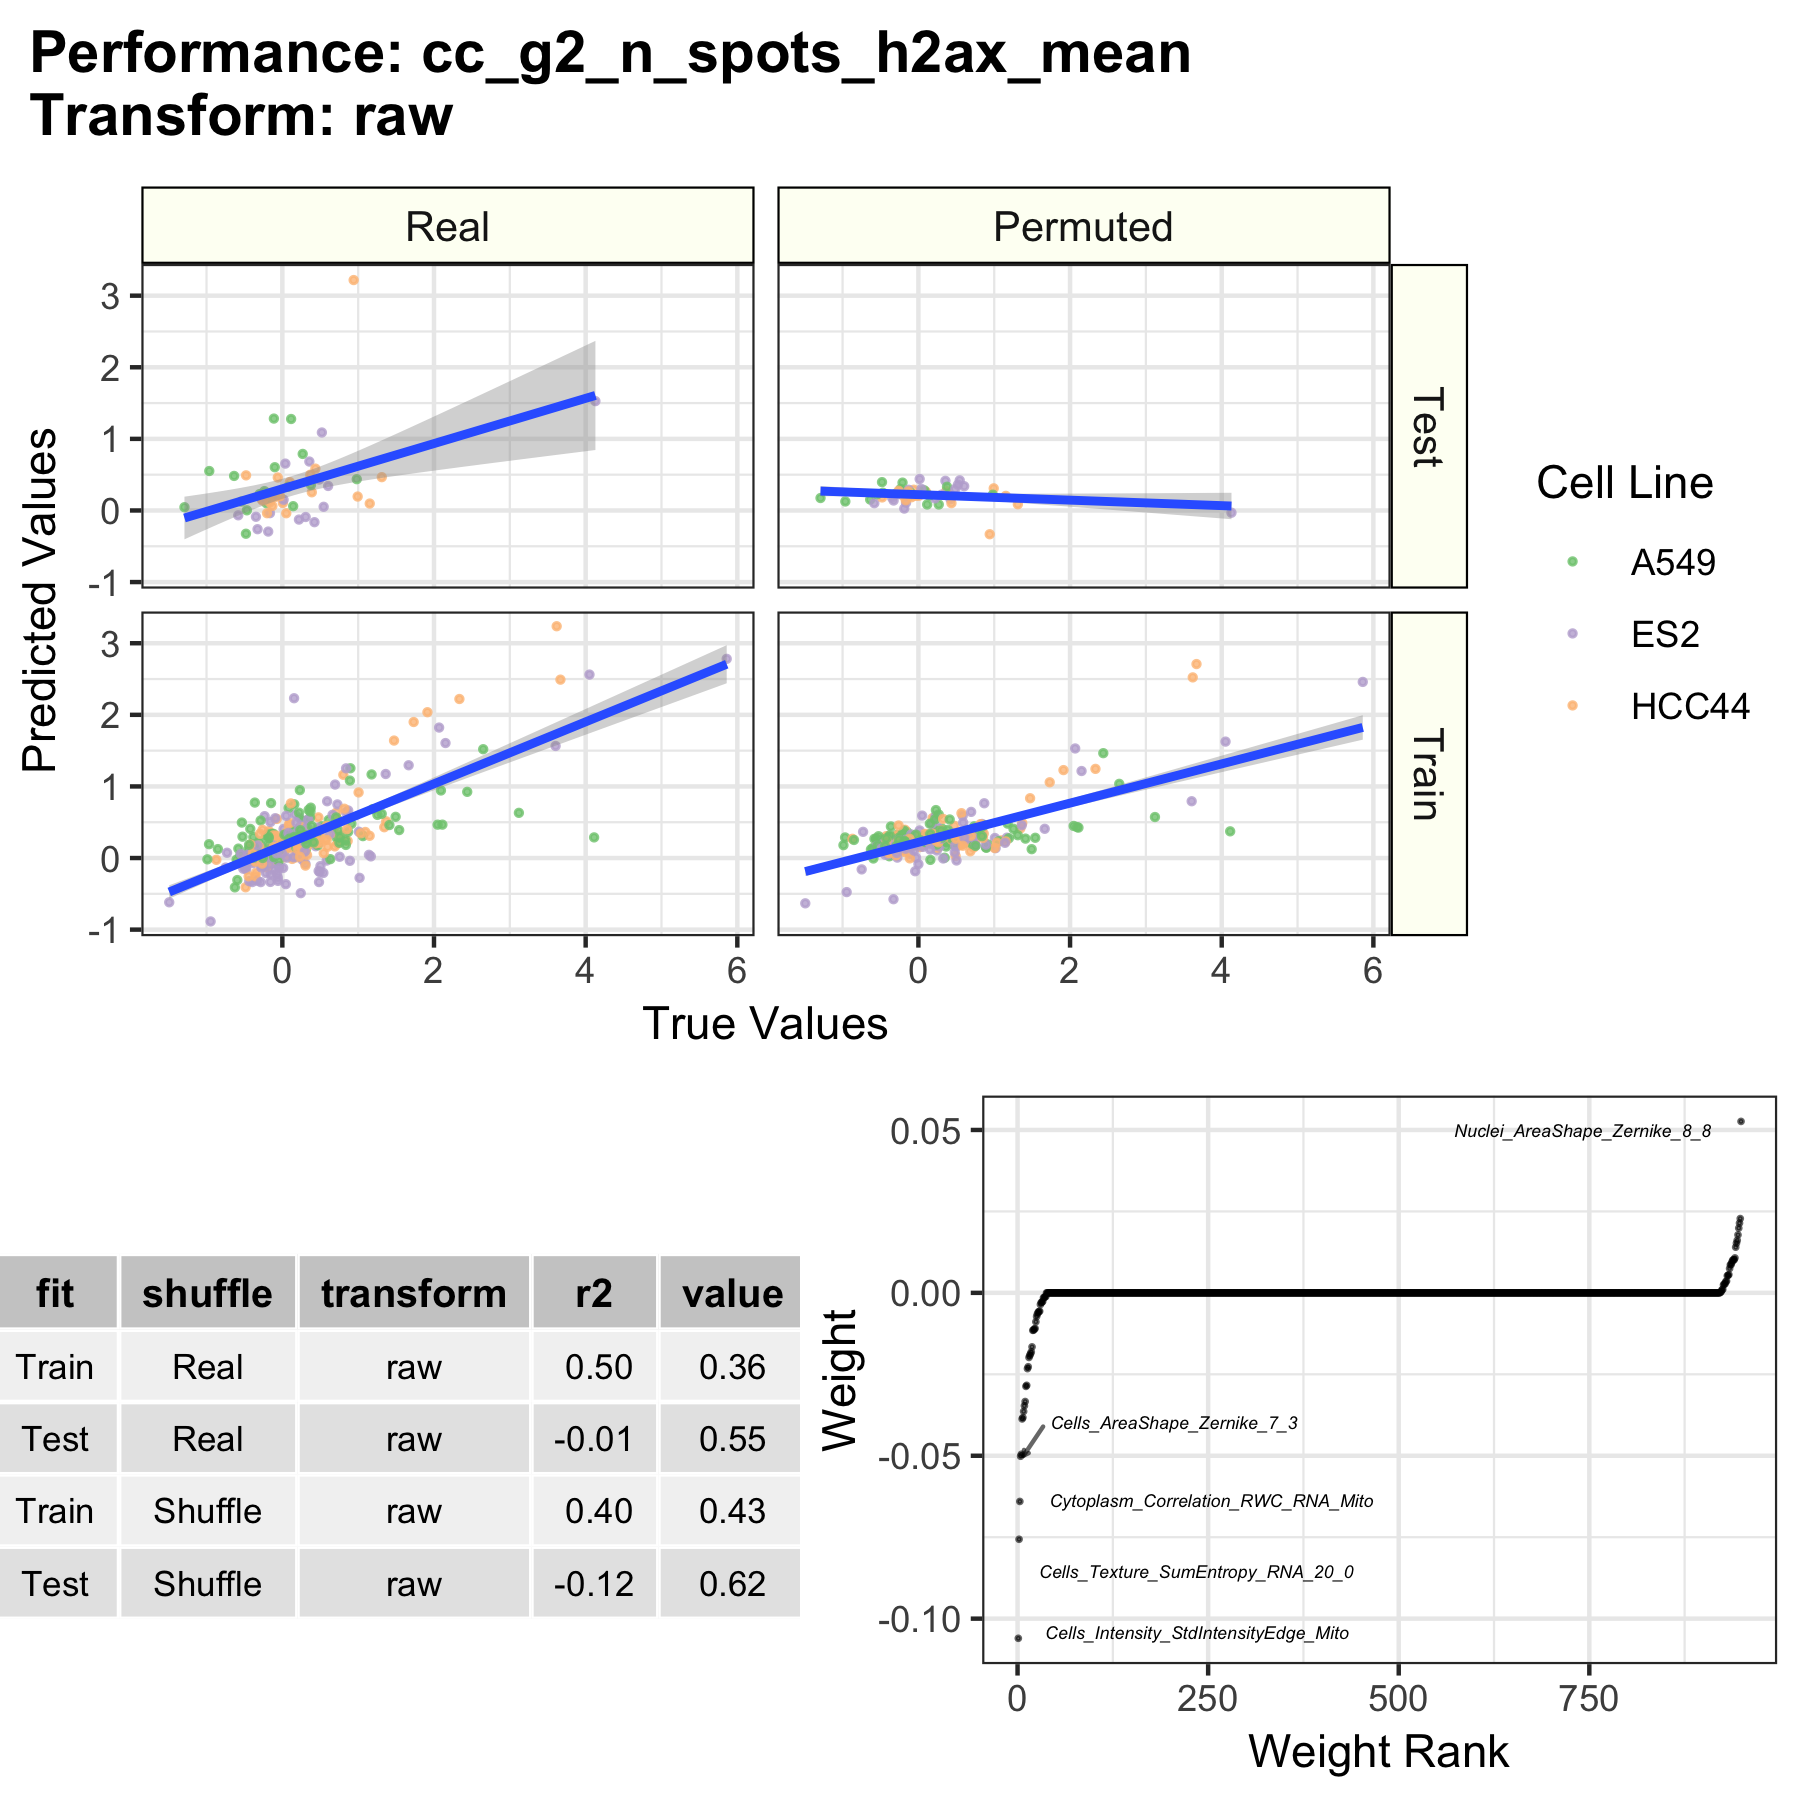 Performance: cc_g2_n_spots_h2ax_mean
Transform: raw
Real
Permuted
3
2
1
0
-1
Test
3
2
1
0
-1
Train
0
2
4
6
0
2
4
6
Predicted Values
True Values
Cell Line
A549
ES2
HCC44
fit shuffle transform r2 value
Train Real raw 0.50 0.36
Test Real raw -0.01 0.55
Train Shuffle raw 0.40 0.43
Test Shuffle raw -0.12 0.62
Weight
0.05
0.00
-0.05
-0.10
Nuclei_AreaShape_Zernike_8_8
Cells_AreaShape_Zernike_7_3
Cytoplasm_Correlation_RWC_RNA_Mito
Cells_Texture_SumEntropy_RNA_20_0
Cells_Intensity_StdIntensityEdge_Mito
0
250
500
750
Weight Rank